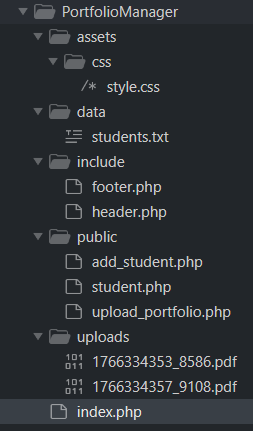 PortfolioManager
assets
css
/* style.css
data
students.txt
include
footer.php
header.php
public
add_student.php
student.php
upload_portfolio.php
uploads
1766334353_8586.pdf
1766334357_9108.pdf
index.php